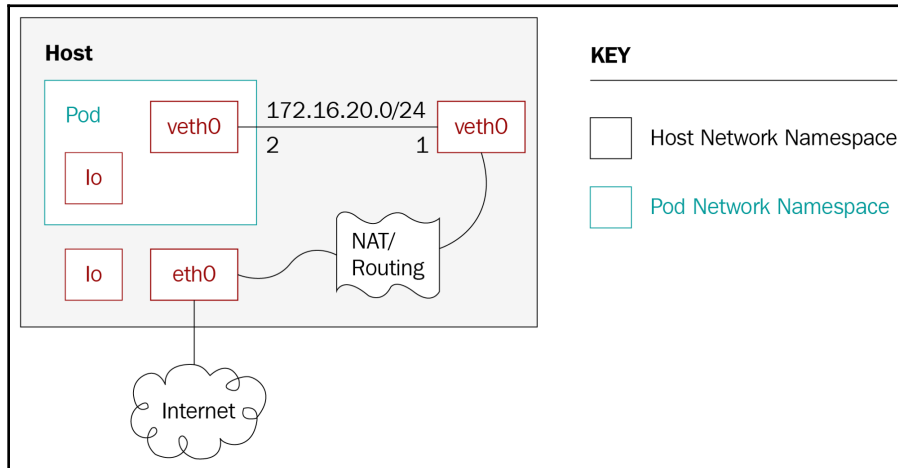 Host
Pod
veth0
172.16.20.0/24
veth0
2
1
lo
NAT/
Routing
lo
eth0
Internet
KEY
Host Network Namespace
Pod Network Namespace